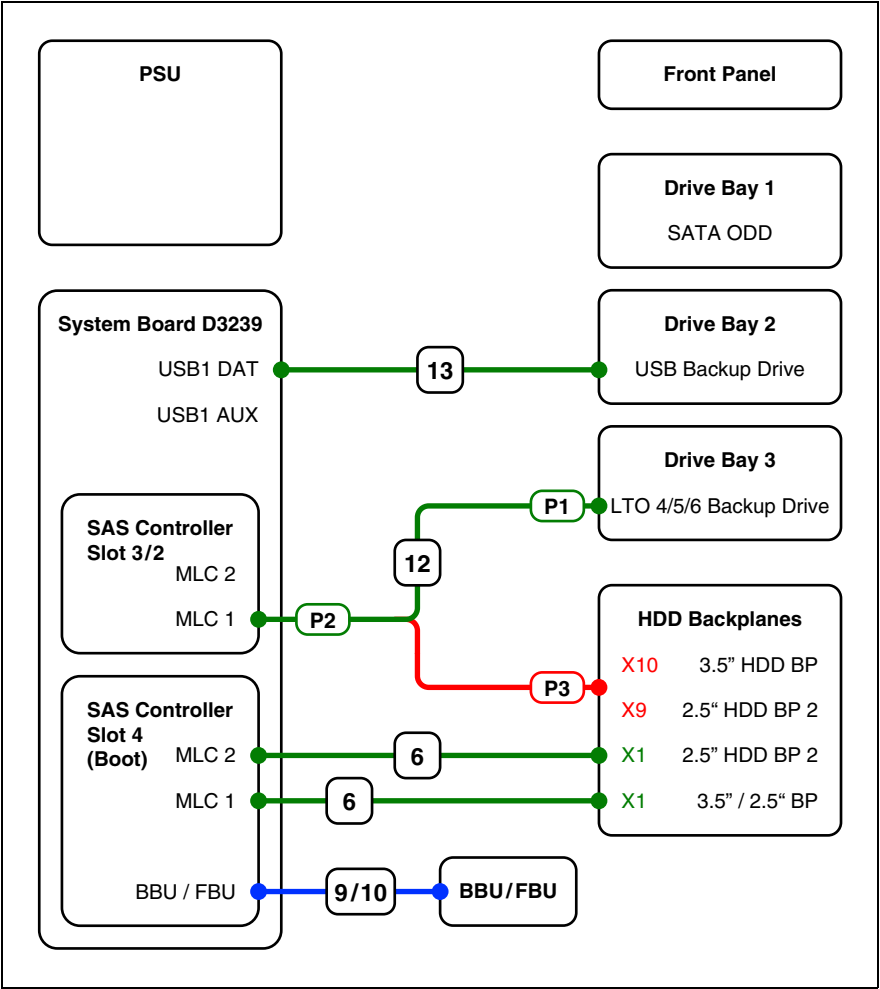 PSU
Front Panel
Drive Bay 1
SATA ODD
System Board D3239
USB1 DAT
USB1 AUX
13
Drive Bay 2
USB Backup Drive
Drive Bay 3
LTO 4/5/6 Backup Drive
P1
12
SAS Controller
Slot 3/2
MLC 2
MLC 1
P2
P3
HDD Backplanes
X10 3.5” HDD BP
X9 2.5“ HDD BP 2
X1 2.5” HDD BP 2
X1 3.5” / 2.5“ BP
SAS Controller
Slot 4
(Boot)
MLC 2
6
MLC 1
6
BBU / FBU
9/10
BBU/FBU